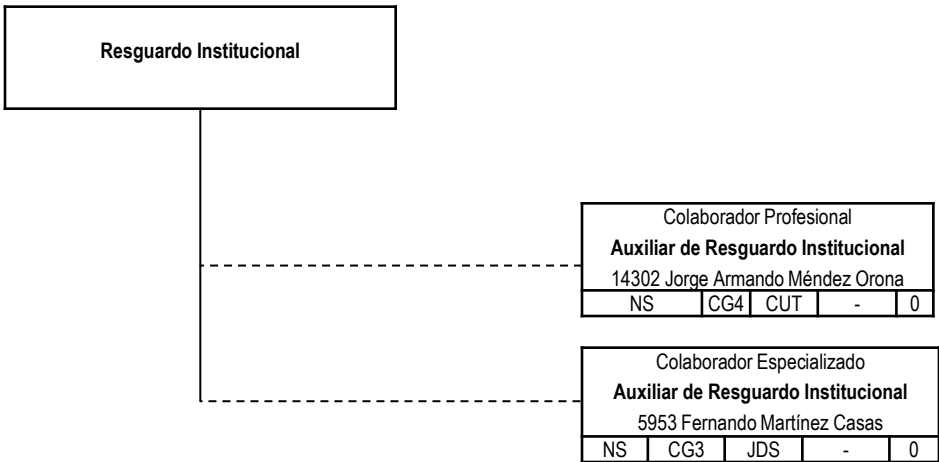 Resguardo Institucional
Colaborador Profesional
Auxiliar de Resguardo Institucional
14302 Jorge Armando Méndez Orona
NS CG4 CUT - 0
Colaborador Especializado
Auxiliar de Resguardo Institucional
5953 Fernando Martínez Casas
NS CG3 JDS - 0